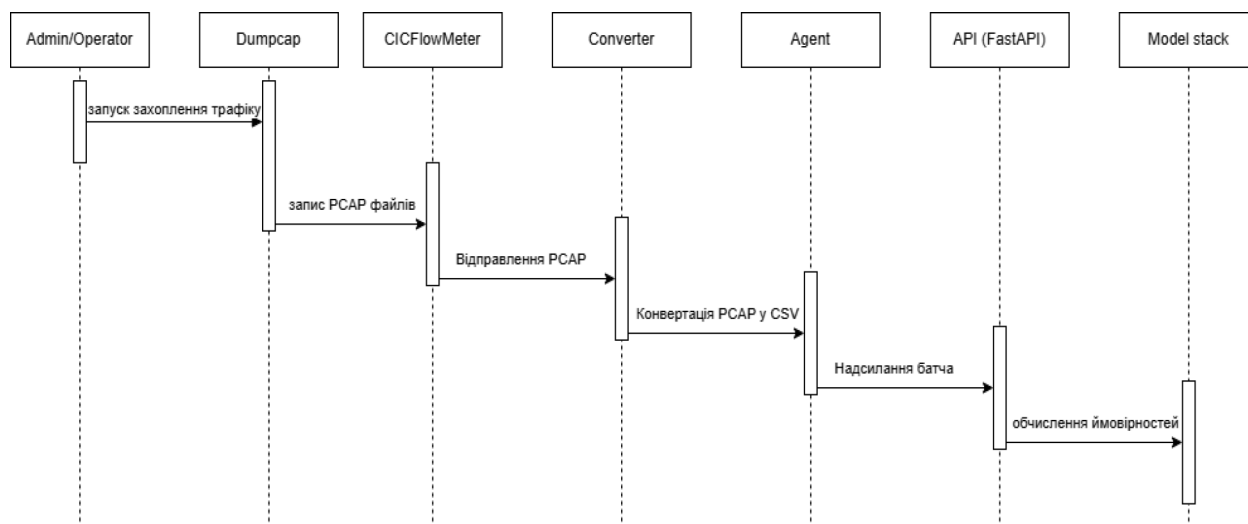 Admin/Operator
Dumpcap
CICFlowMeter
Converter
Agent
API (FastAPI)
Model stack
запуск захоплення трафіку
запис PCAP файлів
Відправлення PCAP
Конвертація PCAP у CSV
Надсилання батча
обчислення ймовірностей